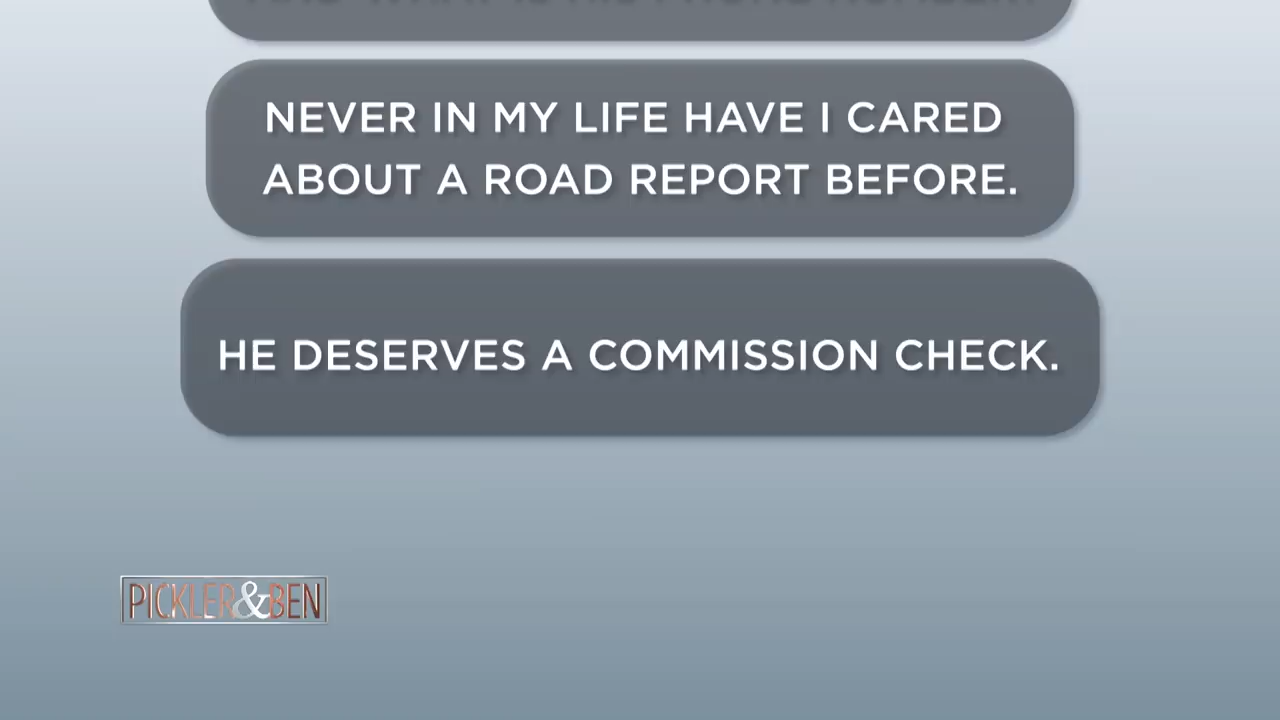 NEVER IN MY LIFE HAVE I CARED
ABOUT A ROAD REPORT BEFORE.
HE DESERVES A COMMISSION CHECK.
PICKLER&BEN